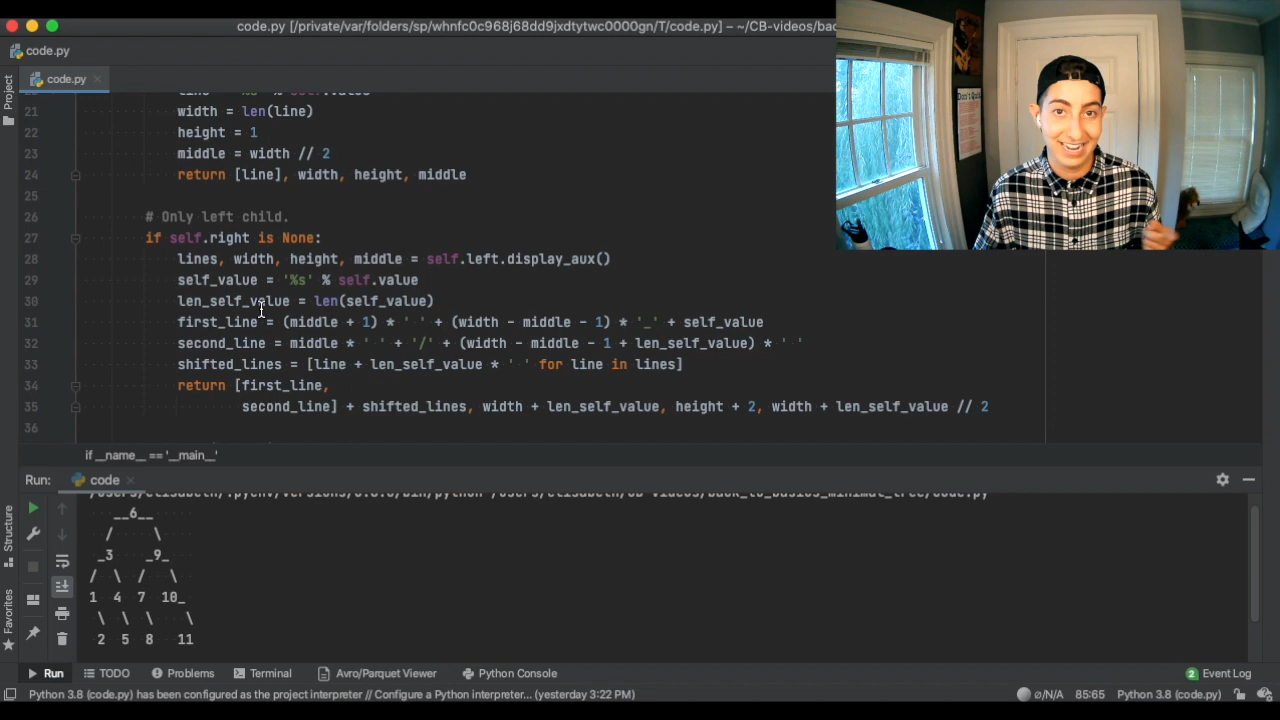 code.py [/private/var/folders/sp/whnfc0c968j68dd9jxdtytwc0000gn/T/code.py] – ~/CB-videos/bac
code.py
Project
code.py
21 width = len(line)
22 height = 1
23 middle = width // 2
24 return [line], width, height, middle
25
26 # Only left child.
27 if self.right is None:
28 lines, width, height, middle = self.left.display_aux()
29 self_value = '%s' % self.value
30 len_self_value = len(self_value)
31 first_line = (middle + 1) * ' ' + (width - middle - 1) * '_' + self_value
32 second_line = middle * ' ' + '/' + (width - middle - 1 + len_self_value) * ' '
33 shifted_lines = [line + len_self_value * ' ' for line in lines]
34 return [first_line,
35 second_line] + shifted_lines, width + len_self_value, height + 2, width + len_self_value // 2
36
if __name__ == '__main__'
Run: code
__6__
/ \
_3 _9_
/ \ / \
1 4 7 10_
\ \ \ \
2 5 8 11
Structure
Favorites
Run TODO Problems Terminal Avro/Parquet Viewer Python Console 2 Event Log
Python 3.8 (code.py) has been configured as the project interpreter // Configure a Python interpreter... (yesterday 3:22 PM) ⌀/N/A 85:65 Python 3.8 (code.py)
Don't Quit